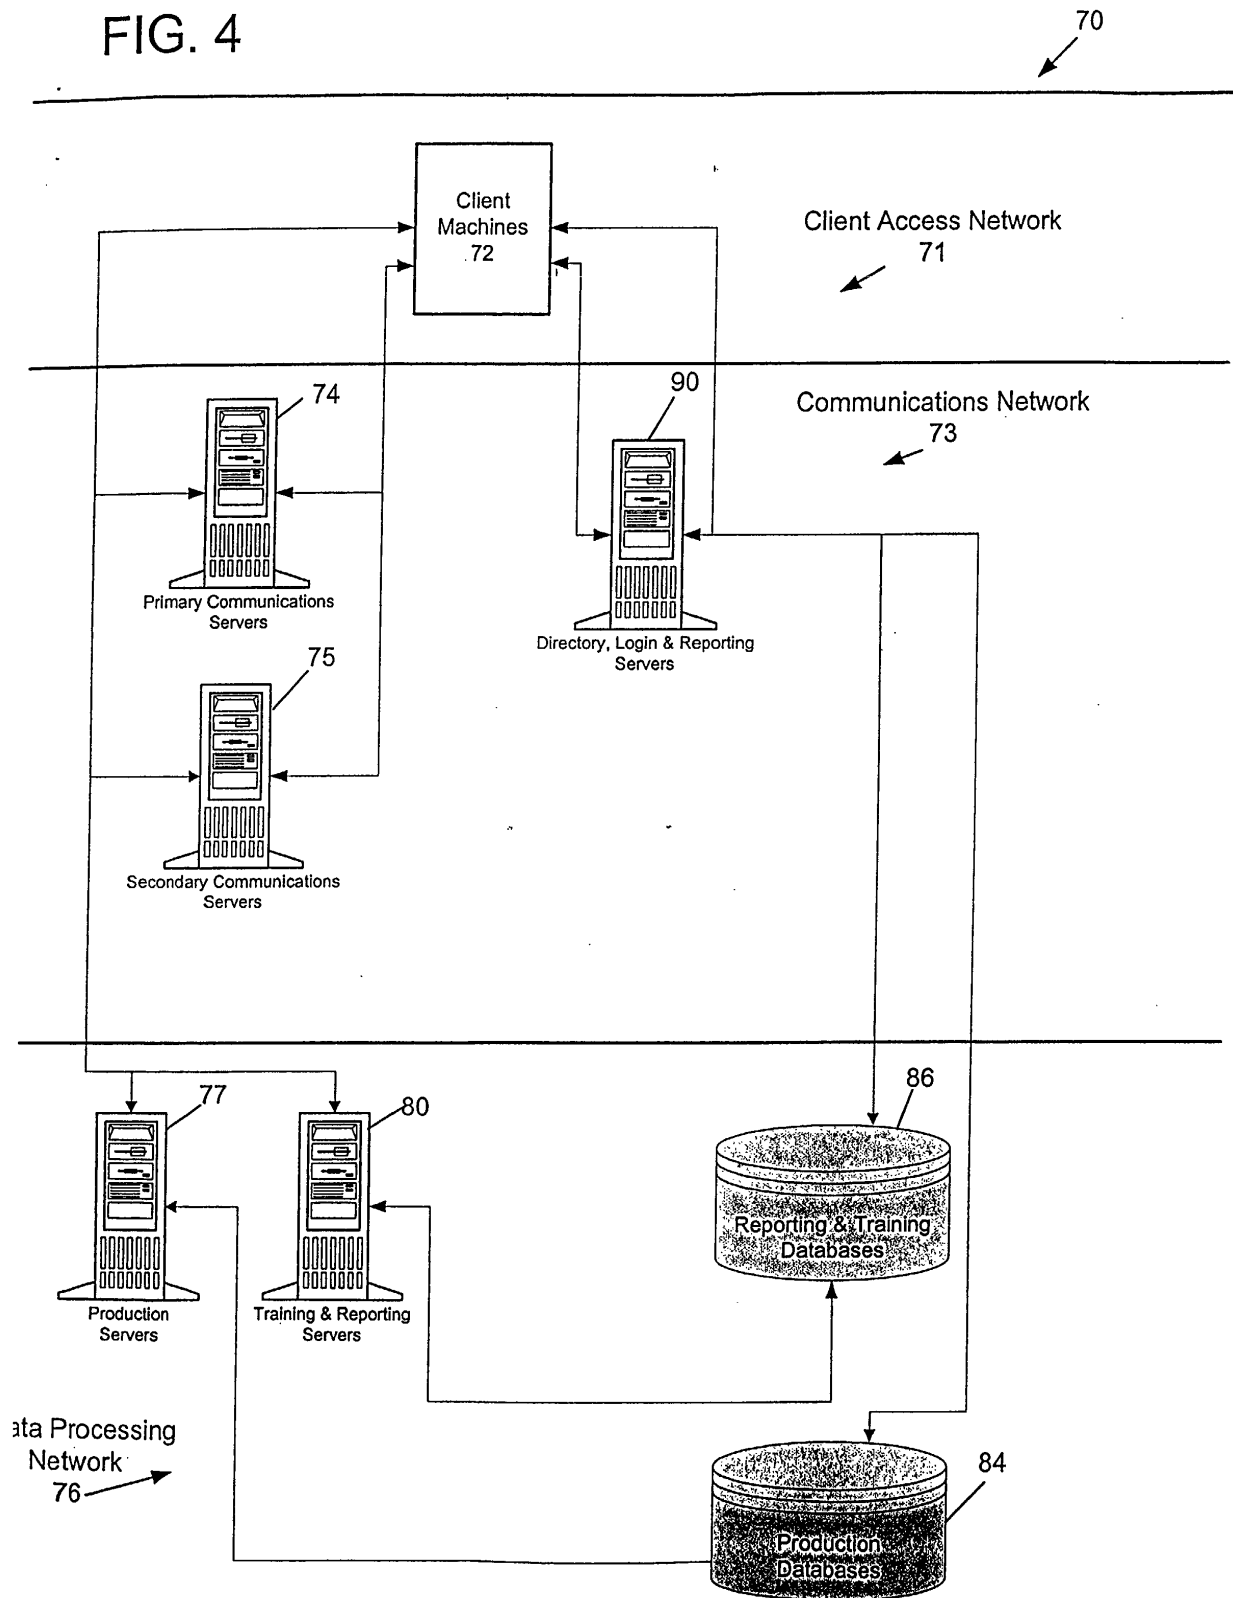 FIG. 4
70
Client
Machines
72
Client Access Network
71
Communications Network
73
74
Primary Communications
Servers
90
Directory, Login & Reporting
Servers
75
Secondary Communications
Servers
77
Production
Servers
80
Training & Reporting
Servers
86
Reporting & Training
Databases
ata Processing
Network
76
84
Production
Databases